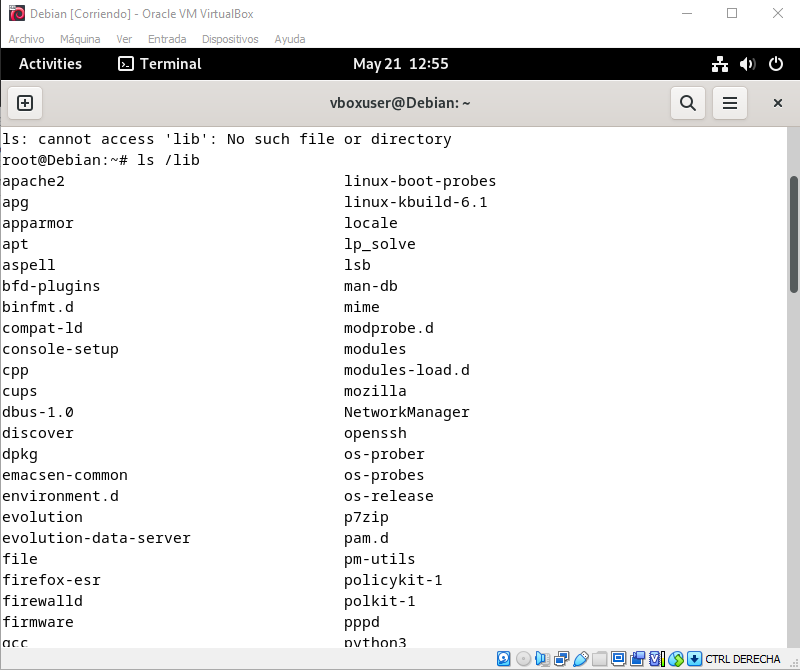 Debian [Corriendo] - Oracle VM VirtualBox
Archivo Máquina Ver Entrada Dispositivos Ayuda
Activities Terminal May 21 12:55
vboxuser@Debian: ~
ls: cannot access 'lib': No such file or directory
root@Debian:~# ls /lib
apache2 linux-boot-probes
apg linux-kbuild-6.1
apparmor locale
apt lp_solve
aspell lsb
bfd-plugins man-db
binfmt.d mime
compat-ld modprobe.d
console-setup modules
cpp modules-load.d
cups mozilla
dbus-1.0 NetworkManager
discover openssh
dpkg os-prober
emacsen-common os-probes
environment.d os-release
evolution p7zip
evolution-data-server pam.d
file pm-utils
firefox-esr policykit-1
firewalld polkit-1
firmware pppd
gcc python3
CTRL DERECHA